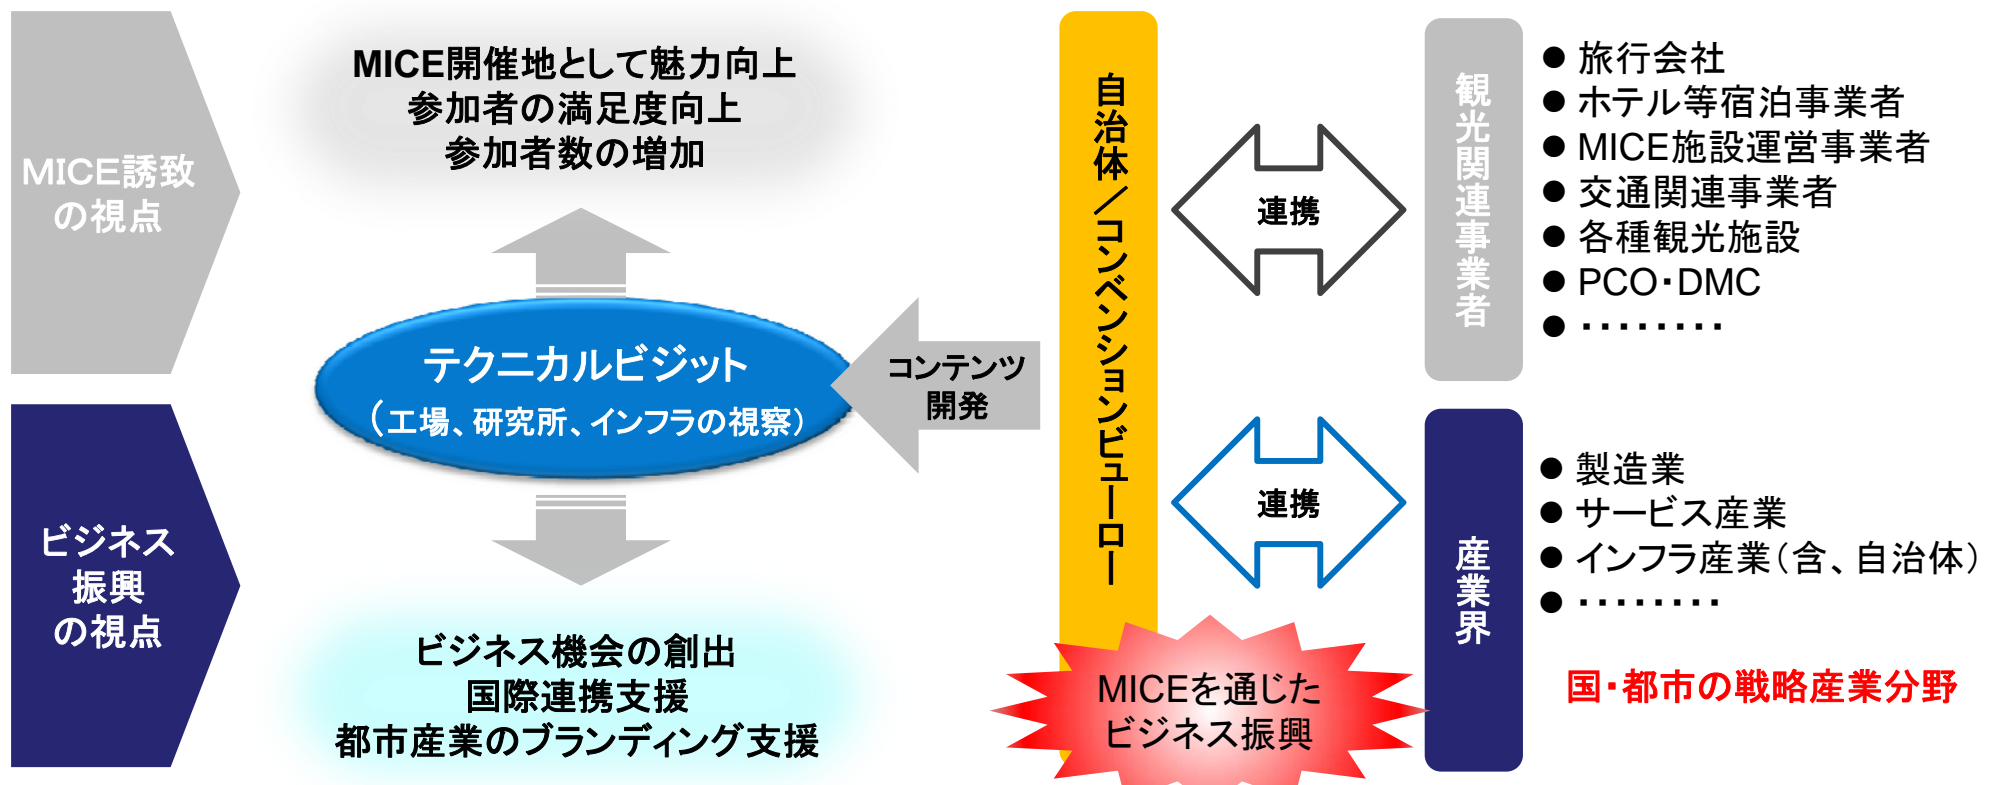 MICE誘致
の視点
MICE開催地として魅力向上
参加者の満足度向上
参加者数の増加
テクニカルビジット
（工場、研究所、インフラの視察）
コンテンツ
開発
ビジネス
振興
の視点
ビジネス機会の創出
国際連携支援
都市産業のブランディング支援
自治体／コンベンションビューロー
連携
観光関連事業者
● 旅行会社
● ホテル等宿泊事業者
● MICE施設運営事業者
● 交通関連事業者
● 各種観光施設
● PCO・DMC
● ・・・・・・・・
連携
産業界
● 製造業
● サービス産業
● インフラ産業（含、自治体）
● ・・・・・・・・
国・都市の戦略産業分野
MICEを通じた
ビジネス振興